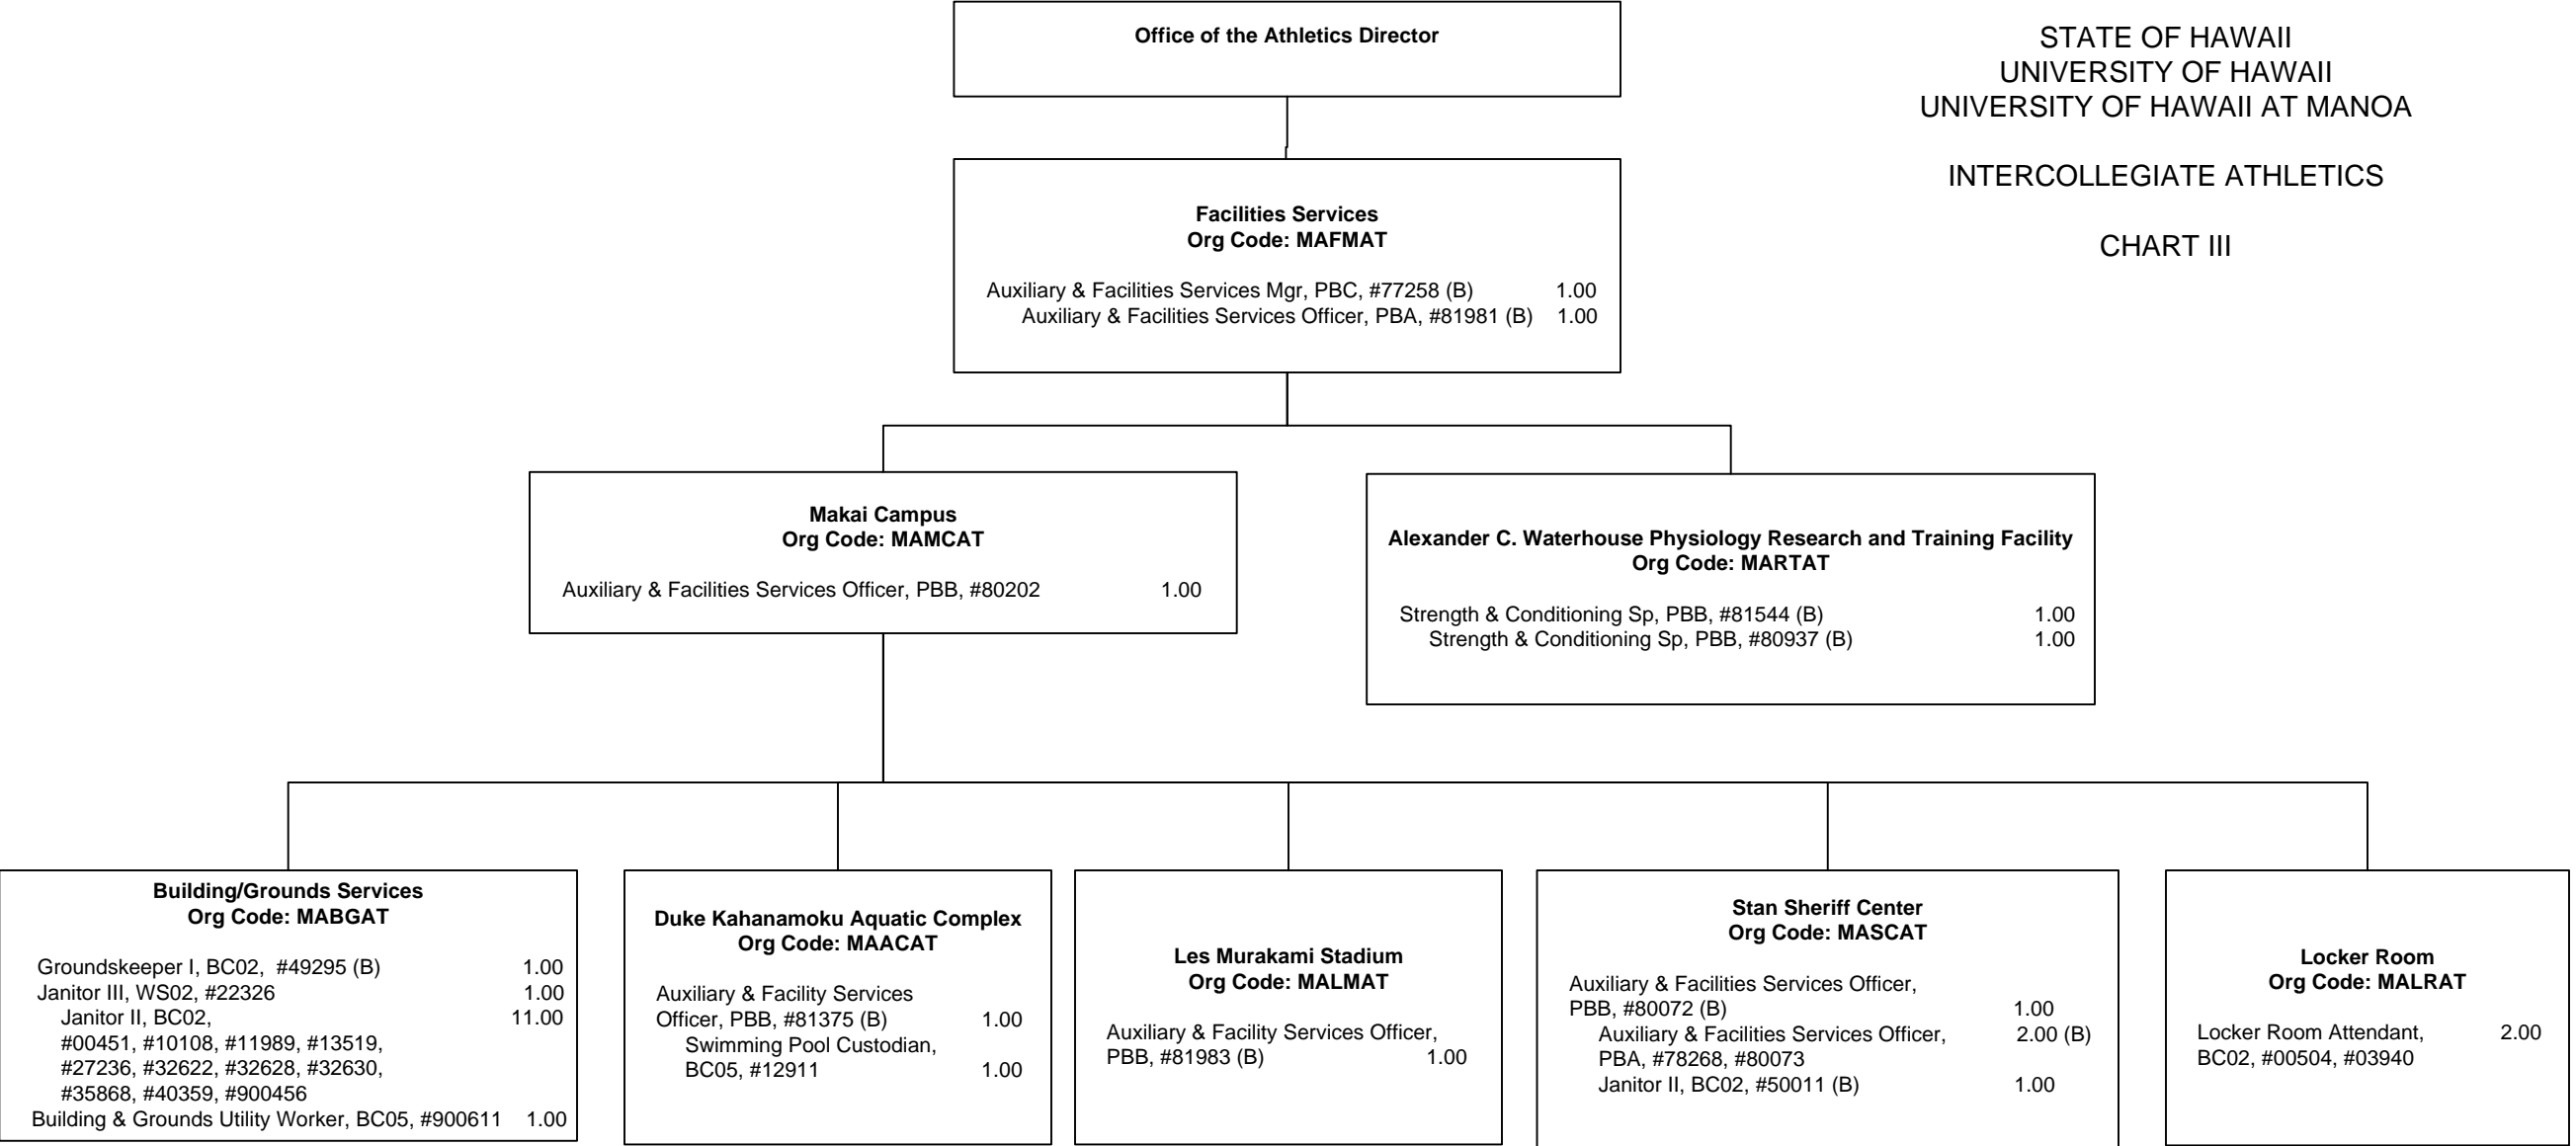 Office of the Athletics Director
STATE OF HAWAII
UNIVERSITY OF HAWAII
UNIVERSITY OF HAWAII AT MANOA
INTERCOLLEGIATE ATHLETICS
CHART III
Facilities Services
Org Code: MAFMAT
Auxiliary & Facilities Services Mgr, PBC, #77258 (B) 1.00
Auxiliary & Facilities Services Officer, PBA, #81981 (B) 1.00
Makai Campus
Org Code: MAMCAT
Auxiliary & Facilities Services Officer, PBB, #80202 1.00
Alexander C. Waterhouse Physiology Research and Training Facility
Org Code: MARTAT
Strength & Conditioning Sp, PBB, #81544 (B) 1.00
Strength & Conditioning Sp, PBB, #80937 (B) 1.00
Building/Grounds Services
Org Code: MABGAT
Groundskeeper I, BC02, #49295 (B) 1.00
Janitor III, WS02, #22326 1.00
Janitor II, BC02, 11.00
#00451, #10108, #11989, #13519,
#27236, #32622, #32628, #32630,
#35868, #40359, #900456
Building & Grounds Utility Worker, BC05, #900611 1.00
Duke Kahanamoku Aquatic Complex
Org Code: MAACAT
Auxiliary & Facility Services
Officer, PBB, #81375 (B) 1.00
Swimming Pool Custodian,
BC05, #12911 1.00
Les Murakami Stadium
Org Code: MALMAT
Auxiliary & Facility Services Officer,
PBB, #81983 (B) 1.00
Stan Sheriff Center
Org Code: MASCAT
Auxiliary & Facilities Services Officer,
PBB, #80072 (B) 1.00
Auxiliary & Facilities Services Officer, 2.00 (B)
PBA, #78268, #80073
Janitor II, BC02, #50011 (B) 1.00
Locker Room
Org Code: MALRAT
Locker Room Attendant, 2.00
BC02, #00504, #03940